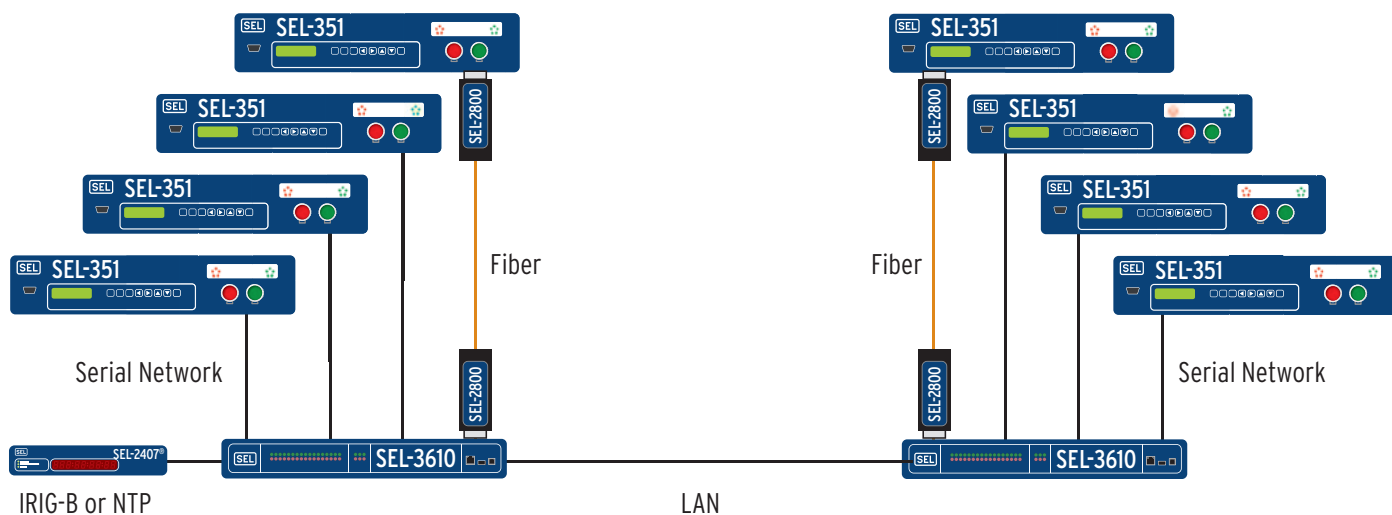 SEL SEL-351
SEL SEL-351
SEL SEL-351
SEL SEL-351
SEL-2800
Fiber
SEL-2800
Serial Network
SEL SEL-2407®
IRIG-B or NTP
SEL SEL-3610
LAN
SEL SEL-351
SEL SEL-351
SEL SEL-351
SEL SEL-351
SEL-2800
Fiber
SEL-2800
Serial Network
SEL SEL-3610